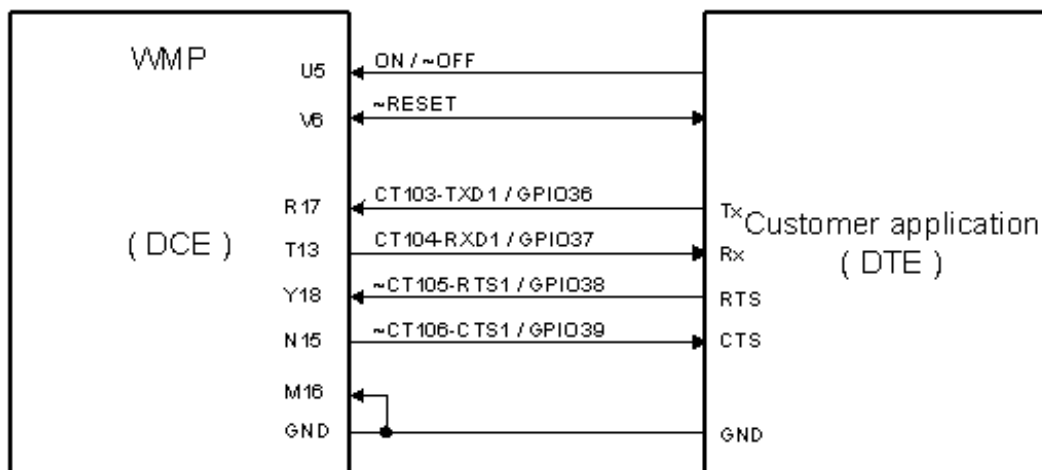 WMP
U5
ON / ~OFF
V6
~RESET
R17
CT103-TXD1 / GPIO36
Tx
Customer application
( DCE )
T13
CT104-RXD1 / GPIO37
Rx
( DTE )
Y18
~CT105-RTS1 / GPIO38
RTS
N15
~CT106-CTS1 / GPIO39
CTS
M16
GND
GND